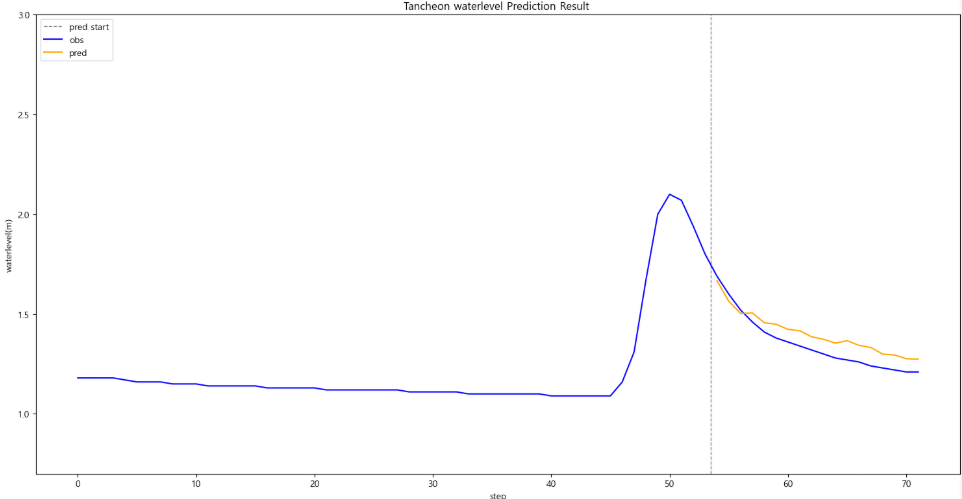 Tancheon waterlevel Prediction Result
pred start
obs
pred
waterlevel(m)
3.0
2.5
2.0
1.5
1.0
0 10 20 30 40 50 60 70
step